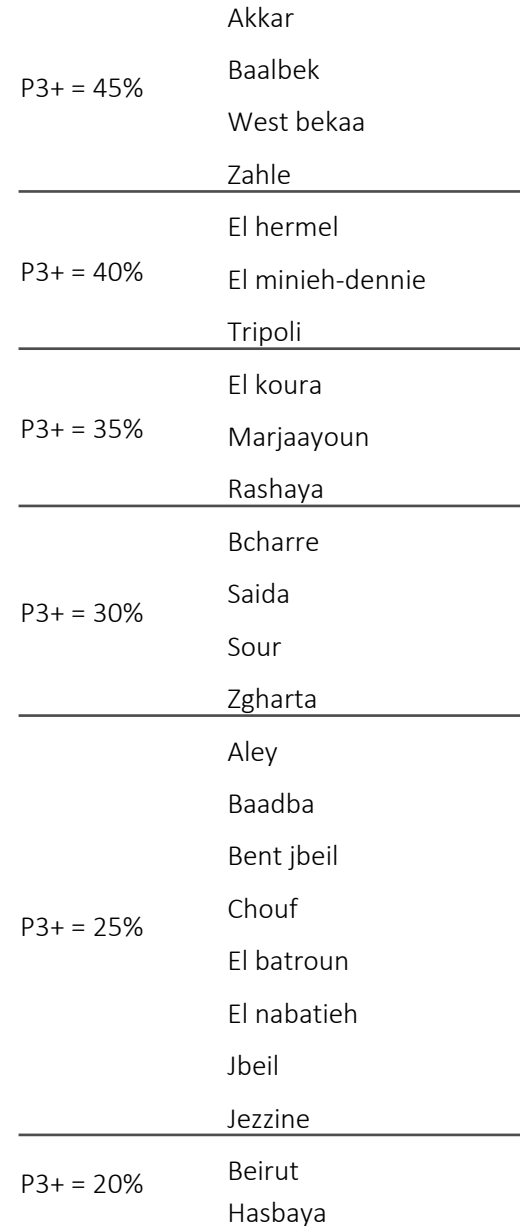 P3+ = 45%
Akkar
Baalbek
West bekaa
Zahle
P3+ = 40%
El hermel
El minieh-dennie
Tripoli
P3+ = 35%
El koura
Marjaayoun
Rashaya
P3+ = 30%
Bcharre
Saida
Sour
Zgharta
P3+ = 25%
Aley
Baadba
Bent jbeil
Chouf
El batroun
El nabatieh
Jbeil
Jezzine
P3+ = 20%
Beirut
Hasbaya